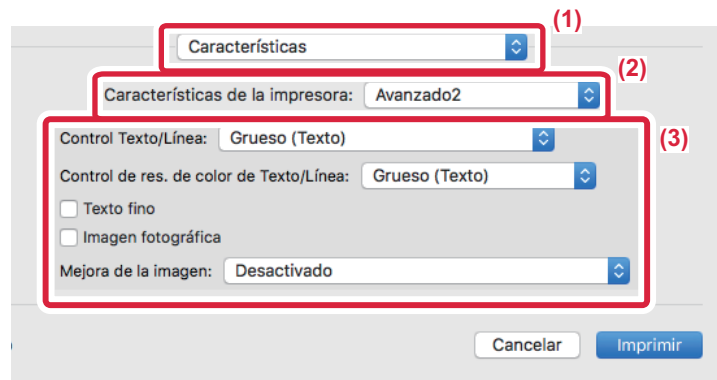 (1)
Características
(2)
Características de la impresora: Avanzado2
(3)
Control Texto/Línea: Grueso (Texto)
Control de res. de color de Texto/Línea: Grueso (Texto)
Texto fino
Imagen fotográfica
Mejora de la imagen: Desactivado
Cancelar Imprimir